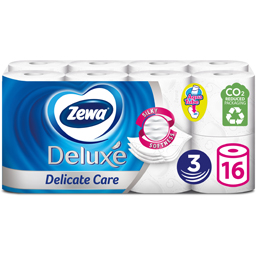 Zewa
Deluxe
Delicate Care
SILKY
SOFTNESS
3
16
CO2
REDUCED
PACKAGING